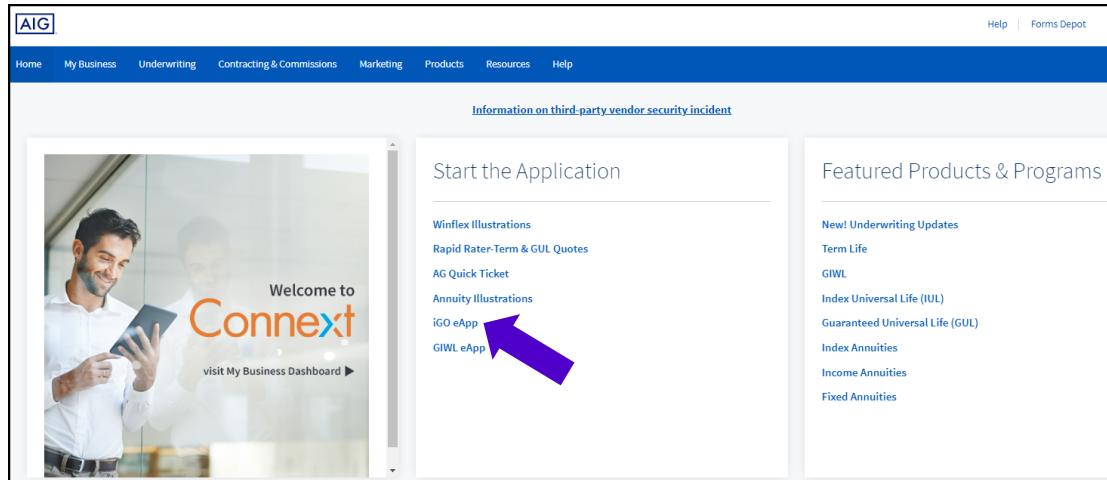 AIG
Help
Forms Depot
Home
My Business
Underwriting
Contracting & Commissions
Marketing
Products
Resources
Help
Information on third-party vendor security incident
Welcome to
Connext
visit My Business Dashboard ▶
Start the Application
Winflex Illustrations
Rapid Rater-Term & GUL Quotes
AG Quick Ticket
Annuity Illustrations
iGO eApp
GIWL eApp
Featured Products & Programs
New! Underwriting Updates
Term Life
GIWL
Index Universal Life (IUL)
Guaranteed Universal Life (GUL)
Index Annuities
Income Annuities
Fixed Annuities